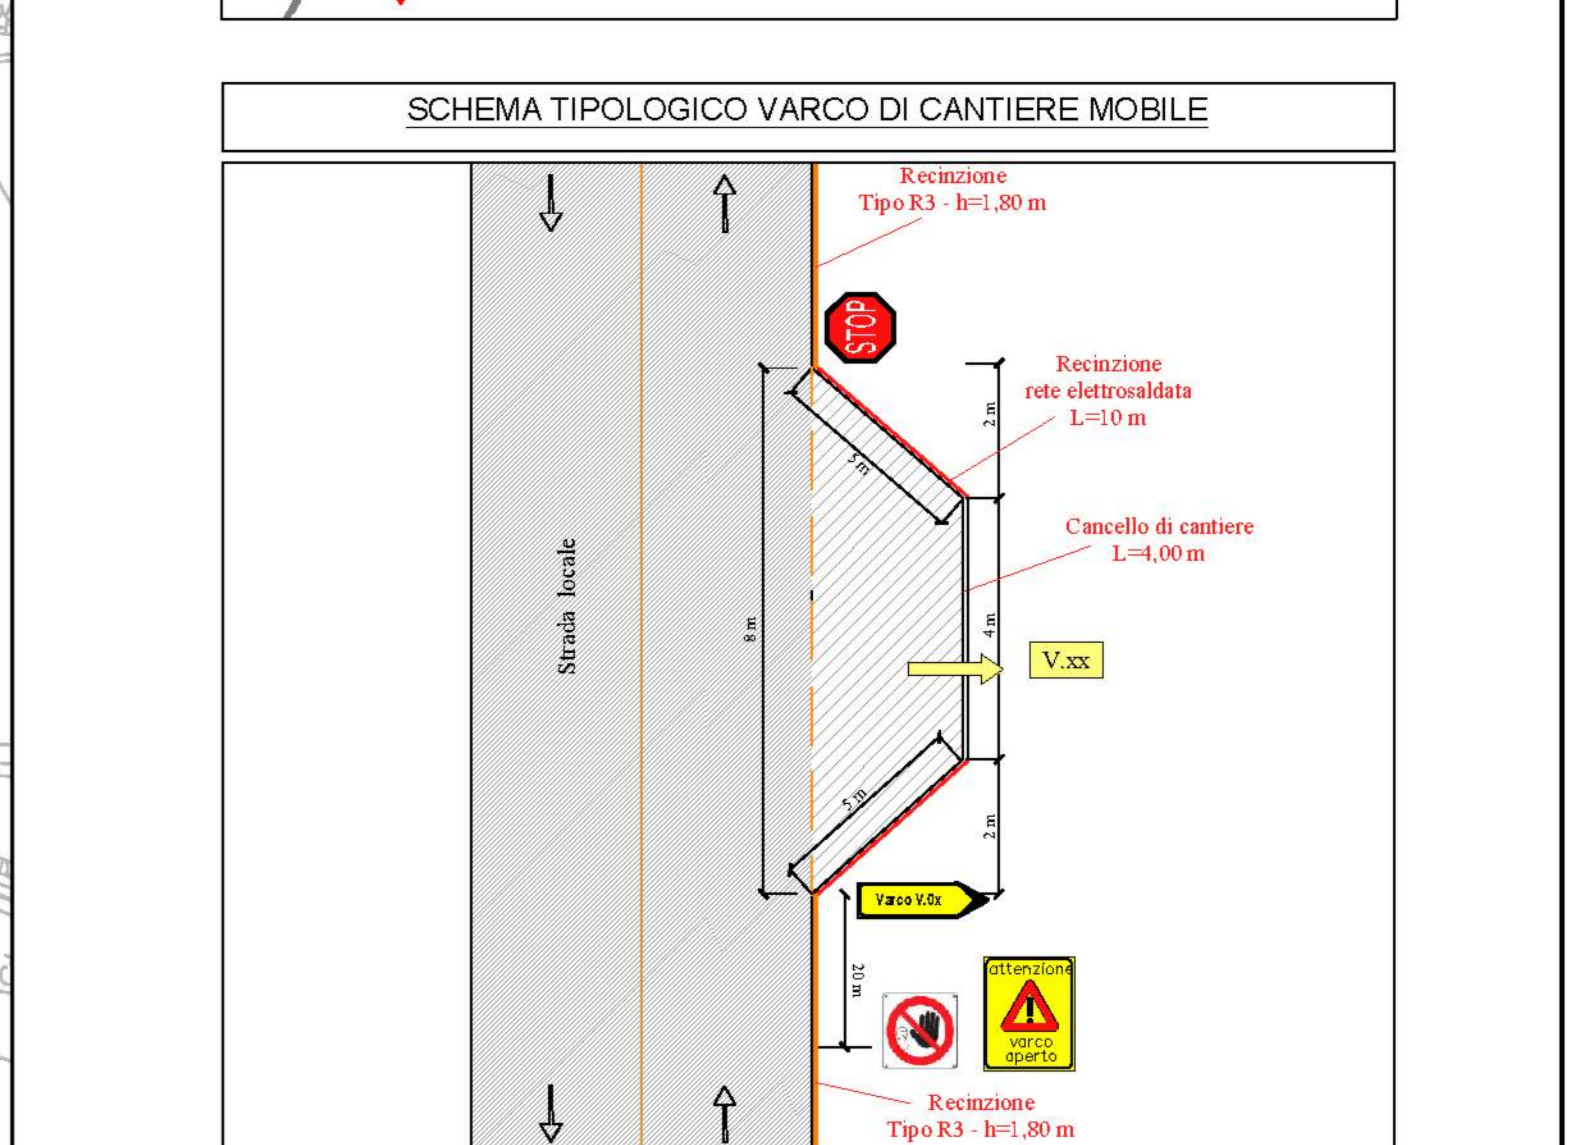 SCHEMA TIPOLOGICO VARCO DI CANTIERE MOBILE
Recinzione
Tipo R3 - h=1,80 m
STOP
Recinzione
rete elettrosaldata
L=10 m
2 m
5 m
Cancello di cantiere
L=4,00 m
Strada locale
8 m
4 m
V.xx
5 m
2 m
Varco V.0x
20 m
attenzione
varco
aperto
Recinzione
Tipo R3 - h=1,80 m